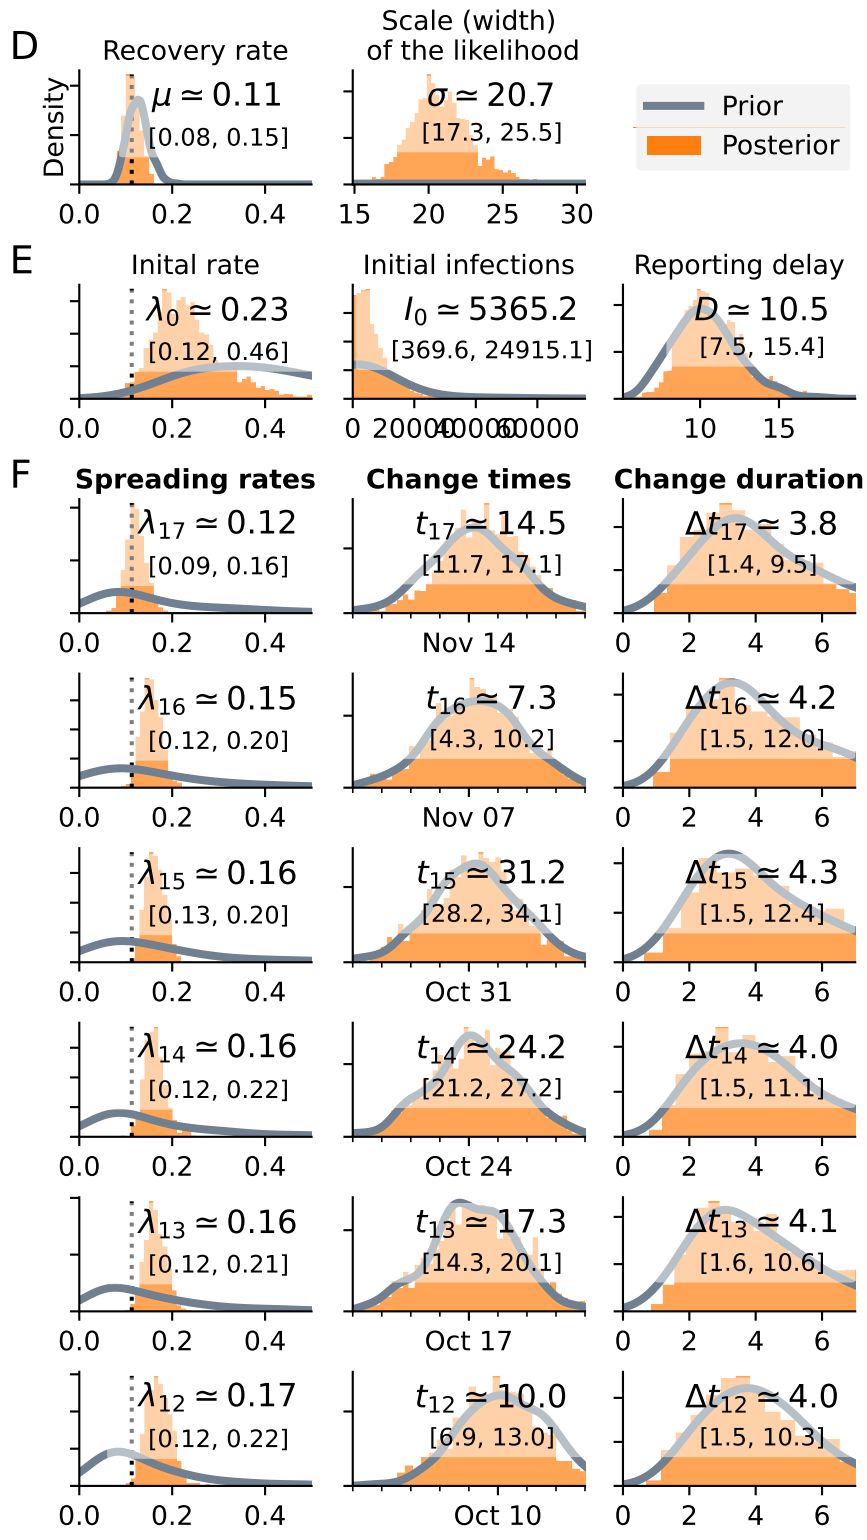 D
Recovery rate
Scale (width)
of the likelihood
Density
μ ≃ 0.11
[0.08, 0.15]
σ ≃ 20.7
[17.3, 25.5]
Prior
Posterior
0.0 0.2 0.4
15 20 25 30
E
Inital rate
Initial infections
Reporting delay
λ0 ≃ 0.23
[0.12, 0.46]
I0 ≃ 5365.2
[369.6, 24915.1]
D ≃ 10.5
[7.5, 15.4]
0.0 0.2 0.4
0 20000 40000 60000
10 15
F
Spreading rates
Change times
Change duration
λ17 ≃ 0.12
[0.09, 0.16]
t17 ≃ 14.5
[11.7, 17.1]
Δt17 ≃ 3.8
[1.4, 9.5]
0.0 0.2 0.4
Nov 14
0 2 4 6
λ16 ≃ 0.15
[0.12, 0.20]
t16 ≃ 7.3
[4.3, 10.2]
Δt16 ≃ 4.2
[1.5, 12.0]
0.0 0.2 0.4
Nov 07
0 2 4 6
λ15 ≃ 0.16
[0.13, 0.20]
t15 ≃ 31.2
[28.2, 34.1]
Δt15 ≃ 4.3
[1.5, 12.4]
0.0 0.2 0.4
Oct 31
0 2 4 6
λ14 ≃ 0.16
[0.12, 0.22]
t14 ≃ 24.2
[21.2, 27.2]
Δt14 ≃ 4.0
[1.5, 11.1]
0.0 0.2 0.4
Oct 24
0 2 4 6
λ13 ≃ 0.16
[0.12, 0.21]
t13 ≃ 17.3
[14.3, 20.1]
Δt13 ≃ 4.1
[1.6, 10.6]
0.0 0.2 0.4
Oct 17
0 2 4 6
λ12 ≃ 0.17
[0.12, 0.22]
t12 ≃ 10.0
[6.9, 13.0]
Δt12 ≃ 4.0
[1.5, 10.3]
0.0 0.2 0.4
Oct 10
0 2 4 6